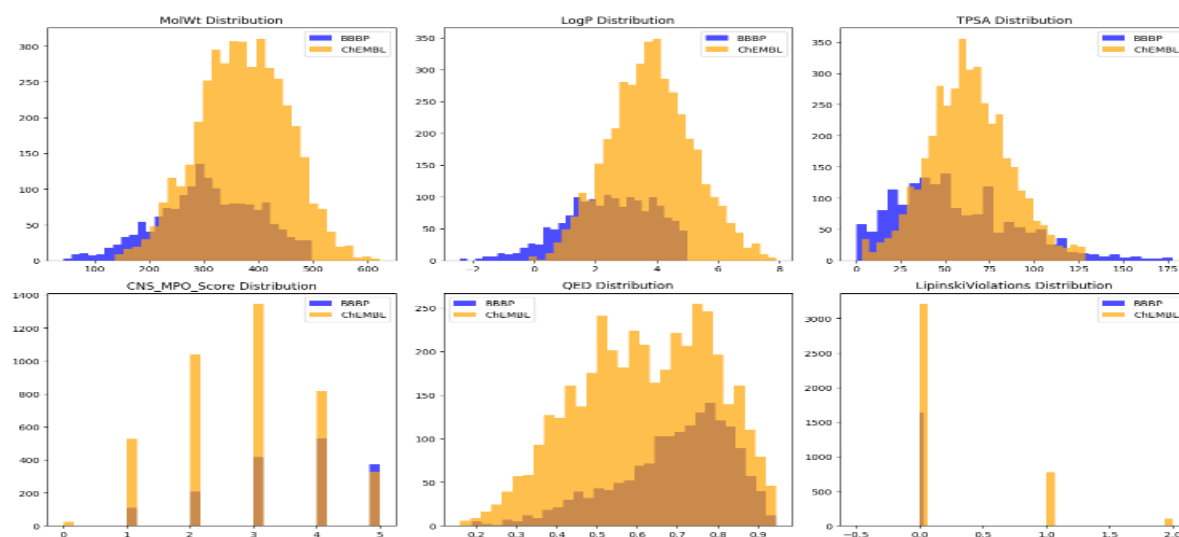 MolWt Distribution
BBBP
ChEMBL
300
250
200
150
100
50
0
100 200 300 400 500 600
LogP Distribution
BBBP
ChEMBL
350
300
250
200
150
100
50
0
−2 0 2 4 6 8
TPSA Distribution
BBBP
ChEMBL
350
300
250
200
150
100
50
0
0 25 50 75 100 125 150 175
CNS_MPO_Score Distribution
BBBP
ChEMBL
1400
1200
1000
800
600
400
200
0
0 1 2 3 4 5
QED Distribution
BBBP
ChEMBL
250
200
150
100
50
0
0.2 0.3 0.4 0.5 0.6 0.7 0.8 0.9
LipinskiViolations Distribution
BBBP
ChEMBL
3000
2500
2000
1500
1000
500
0
−0.5 0.0 0.5 1.0 1.5 2.0